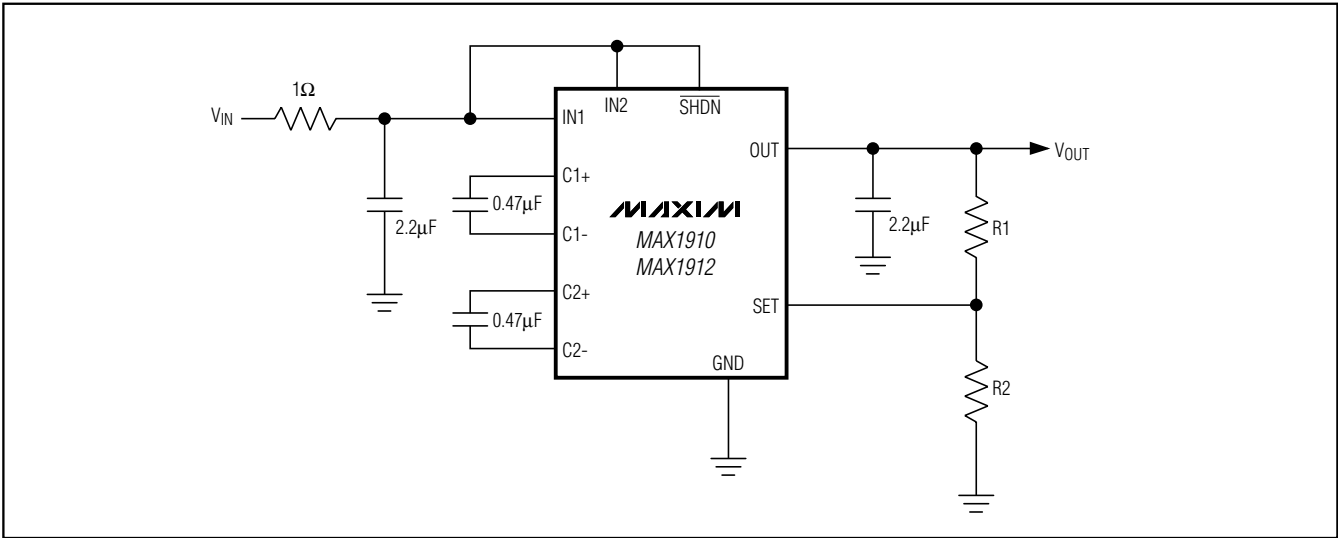 1Ω
VIN
2.2µF
0.47µF
0.47µF
IN1
IN2
SHDN
C1+
C1-
C2+
C2-
MAXIM
MAX1910
MAX1912
OUT
SET
GND
2.2µF
VOUT
R1
R2